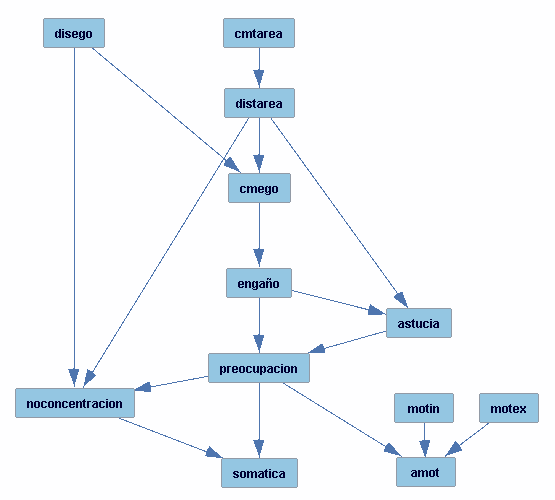 disego
cmtarea
distarea
cmego
engaño
astucia
preocupacion
noconcentracion
motin
motex
somatica
amot